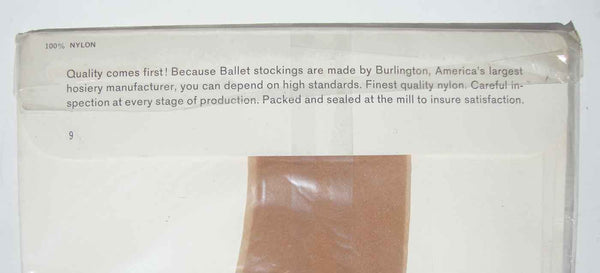 100% NYLON
Quality comes first! Because Ballet stockings are made by Burlington, America's largest
hosiery manufacturer, you can depend on high standards. Finest quality nylon. Careful in-
spection at every stage of production. Packed and sealed at the mill to insure satisfaction.
9